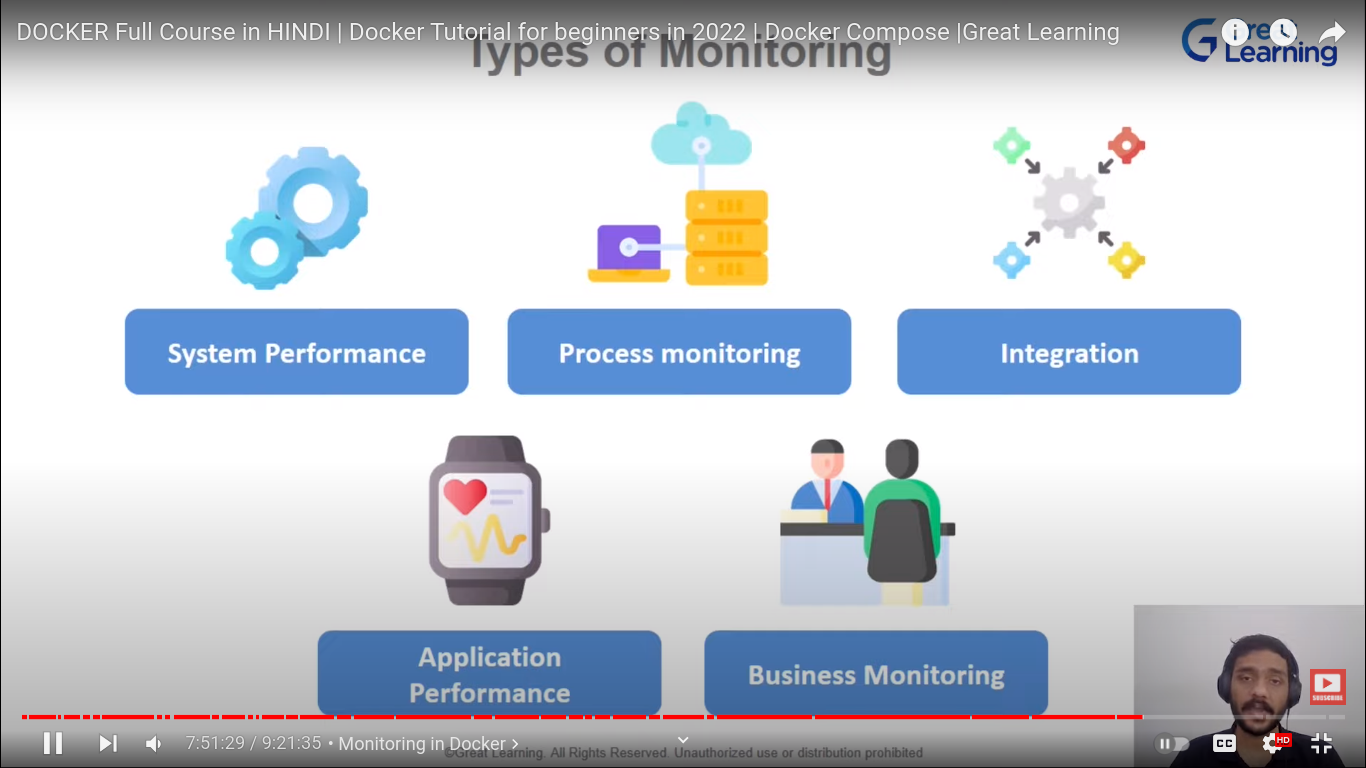 DOCKER Full Course in HINDI | Docker Tutorial for beginners in 2022 | Docker Compose |Great Learning
Types of Monitoring
Great
Learning
System Performance
Process monitoring
Integration
Application
Performance
Business Monitoring
SUBSCRIBE
7:51:29 / 9:21:35 • Monitoring in Docker ›
CC
HD
©Great Learning. All Rights Reserved. Unauthorized use or distribution prohibited